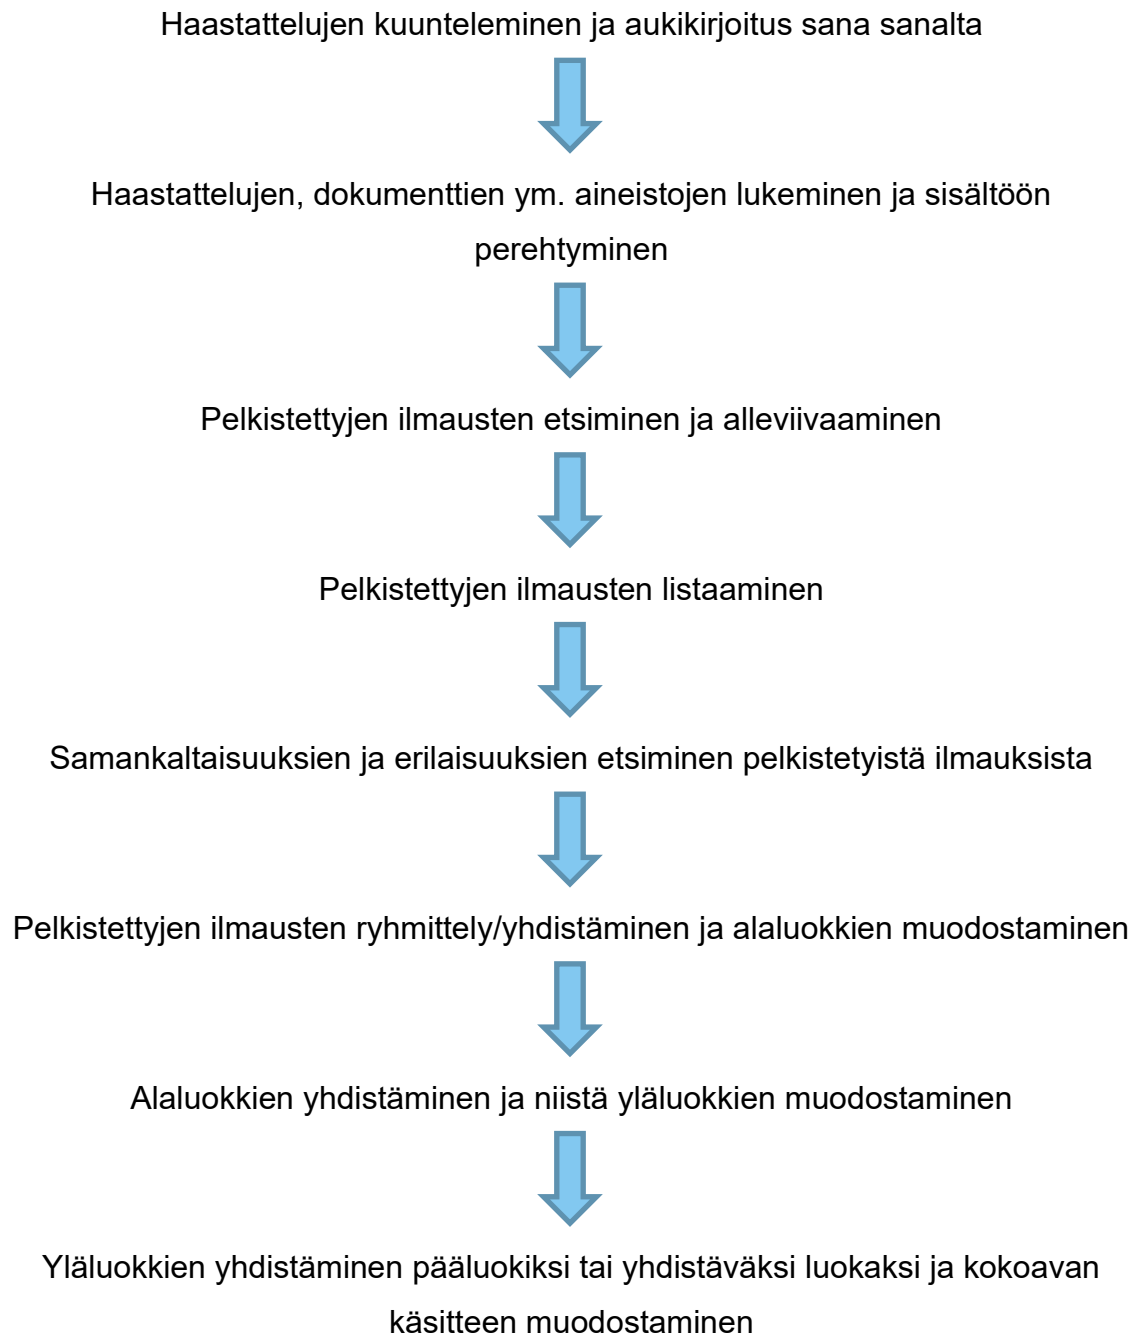 Haastattelujen kuunteleminen ja aukikirjoitus sana sanalta
Haastattelujen, dokumenttien ym. aineistojen lukeminen ja sisältöön
perehtyminen
Pelkistettyjen ilmausten etsiminen ja alleviivaaminen
Pelkistettyjen ilmausten listaaminen
Samankaltaisuuksien ja erilaisuuksien etsiminen pelkistetyistä ilmauksista
Pelkistettyjen ilmausten ryhmittely/yhdistäminen ja alaluokkien muodostaminen
Alaluokkien yhdistäminen ja niistä yläluokkien muodostaminen
Yläluokkien yhdistäminen pääluokiksi tai yhdistäväksi luokaksi ja kokoavan
käsitteen muodostaminen